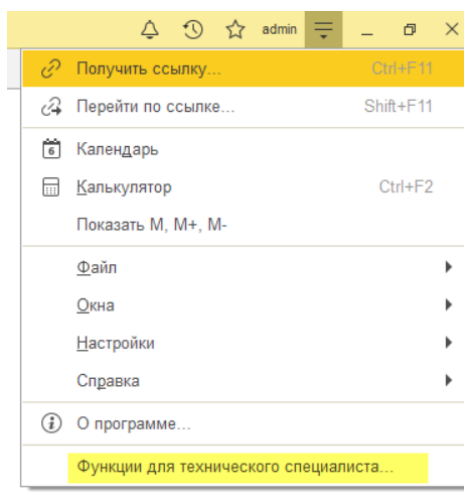 admin
Получить ссылку... Ctrl+F11
Перейти по ссылке... Shift+F11
6 Календарь
Калькулятор Ctrl+F2
Показать M, M+, M-
Файл
Окна
Настройки
Справка
i О программе...
Функции для технического специалиста...